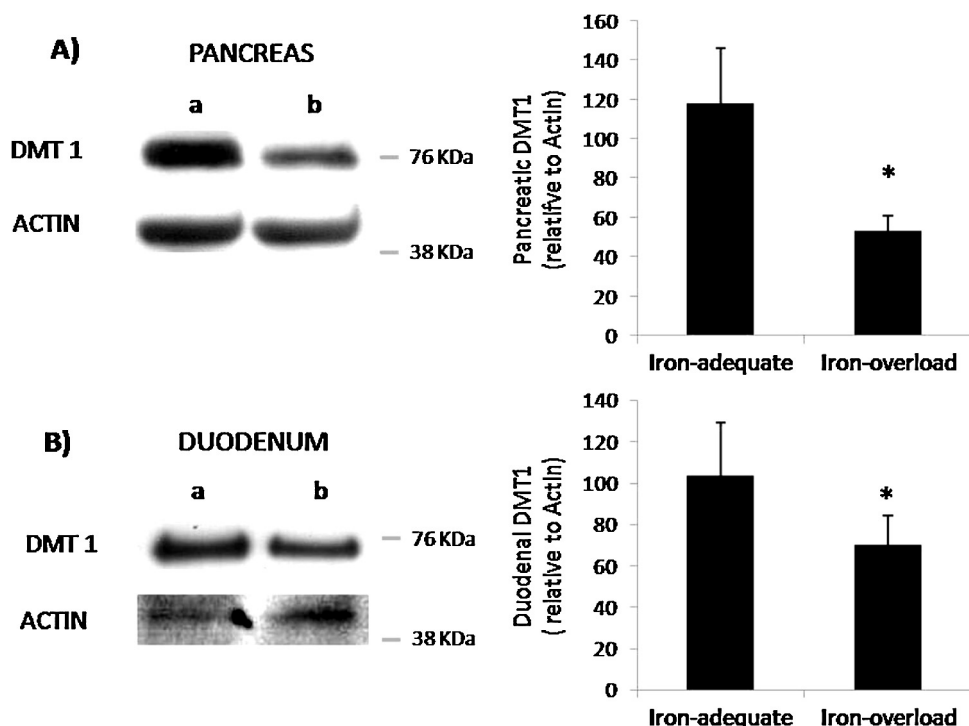 A)
PANCREAS
a b
DMT 1
76 KDa
ACTIN
38 KDa
Pancreatic DMT1
(relatifve to Actin)
140
120
100
80
60
40
20
0
*
Iron-adequate Iron-overload
B)
DUODENUM
a b
DMT 1
76 KDa
ACTIN
38 KDa
Duodenal DMT1
( relative to Actin)
140
120
100
80
60
40
20
0
*
Iron-adequate Iron-overload